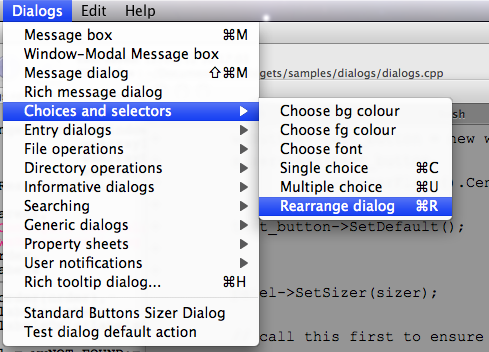 Dialogs Edit Help
Message box ⌘M
Window-Modal Message box
Message dialog ⇧⌘M
gets/samples/dialogs/dialogs.cpp
Rich message dialog
Choices and selectors
sh
Choose bg colour
Entry dialogs
Choose fg colour
a new w
File operations
Choose font
Directory operations
Single choice ⌘C
).Cen
Informative dialogs
Multiple choice ⌘U
Searching
Rearrange dialog ⌘R
Generic dialogs
t_button->SetDefault();
Property sheets
User notifications
Rich tooltip dialog... ⌘H
el->SetSizer(sizer);
Standard Buttons Sizer Dialog
Test dialog default action
call this first to ensure